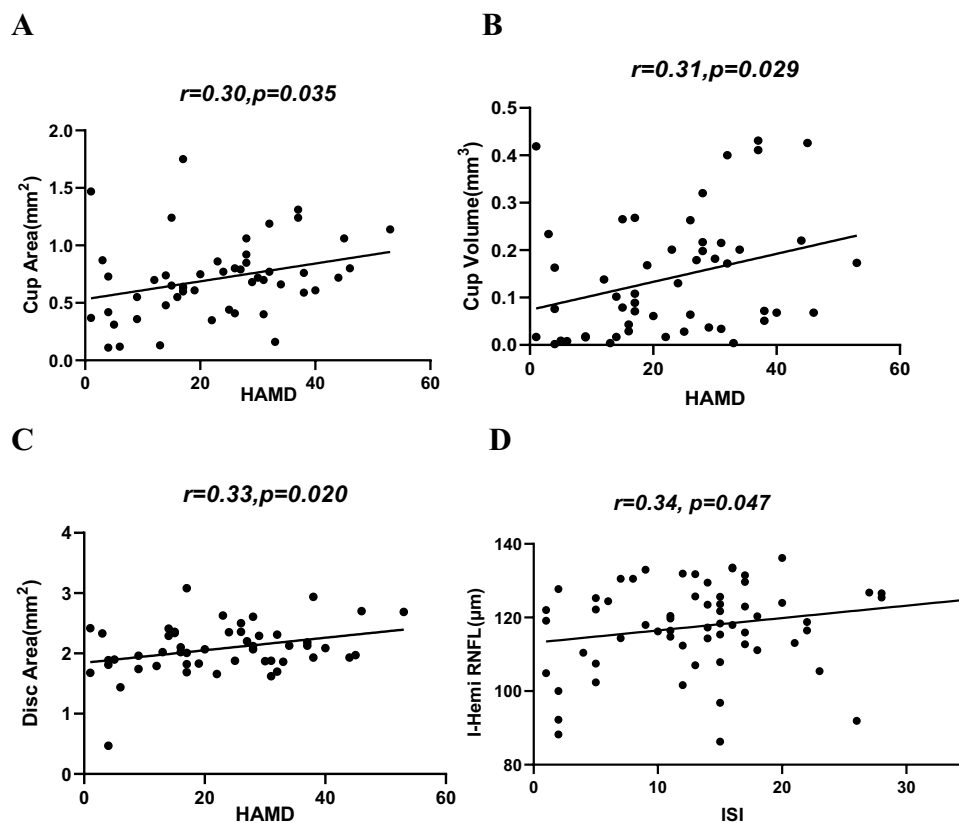 A
r=0.30,p=0.035
Cup Area(mm²)
2.0
1.5
1.0
0.5
0.0
0
20
40
60
HAMD
B
r=0.31,p=0.029
Cup Volume(mm³)
0.5
0.4
0.3
0.2
0.1
0.0
0
20
40
60
HAMD
C
r=0.33,p=0.020
Disc Area(mm²)
4
3
2
1
0
0
20
40
60
HAMD
D
r=0.34, p=0.047
I-Hemi RNFL(μm)
140
120
100
80
0
10
20
30
ISI